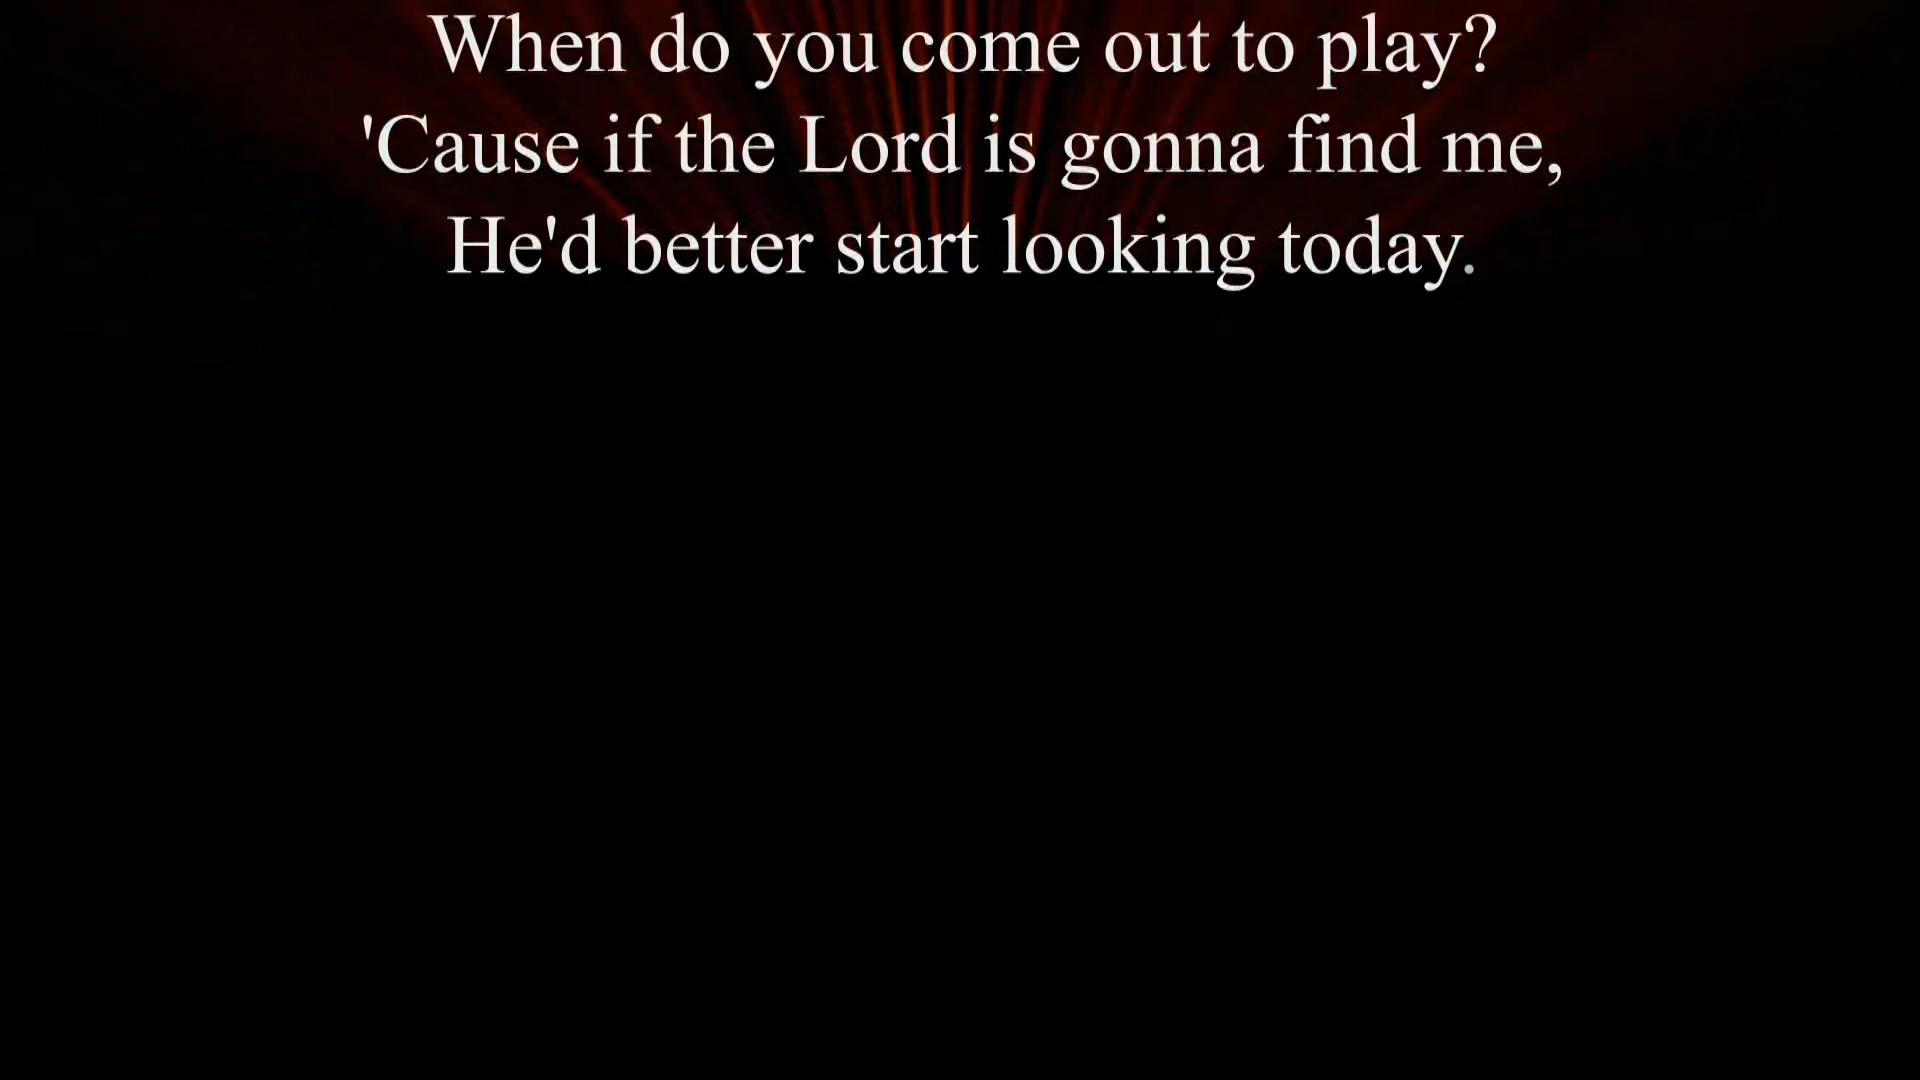 When do you come out to play?
'Cause if the Lord is gonna find me,
He'd better start looking today.